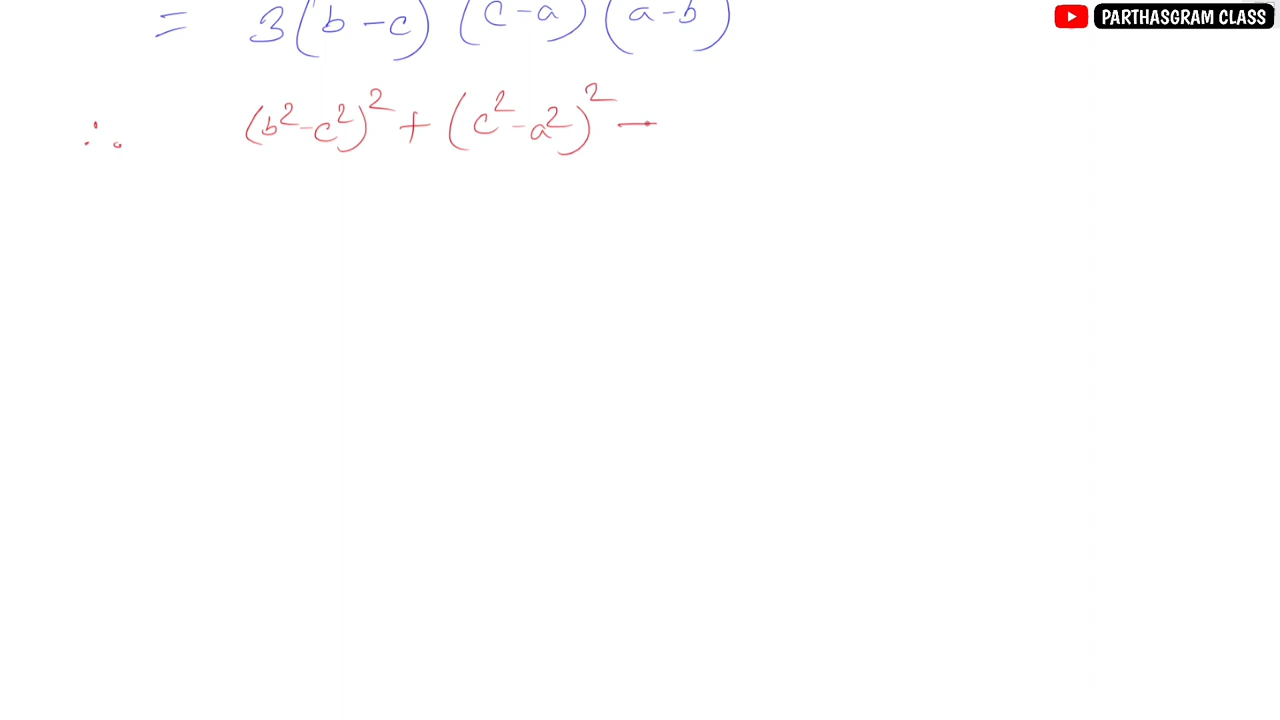 PARTHASGRAM CLASS
= 3(b-c) (c-a) (a-b)
∴ (b²-c²)² + (c²-a²)² -